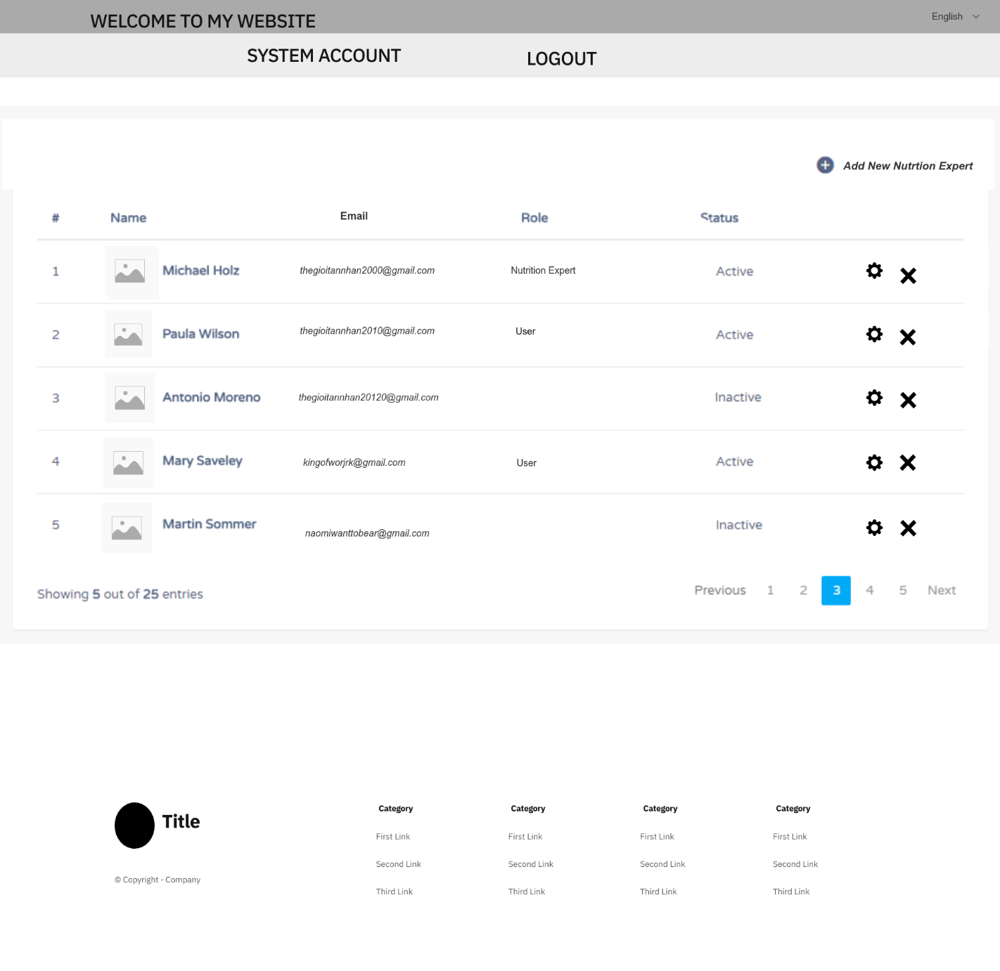 WELCOME TO MY WEBSITE English
SYSTEM ACCOUNT LOGOUT
Add New Nutrtion Expert
# Name Email Role Status
1 Michael Holz thegioitannhan2000@gmail.com Nutrition Expert Active
2 Paula Wilson thegioitannhan2010@gmail.com User Active
3 Antonio Moreno thegioitannhan20120@gmail.com Inactive
4 Mary Saveley kingofworjrk@gmail.com User Active
5 Martin Sommer naomiwanttobear@gmail.com Inactive
Showing 5 out of 25 entries Previous 1 2 3 4 5 Next
Title
© Copyright - Company
Category
First Link
Second Link
Third Link
Category
First Link
Second Link
Third Link
Category
First Link
Second Link
Third Link
Category
First Link
Second Link
Third Link